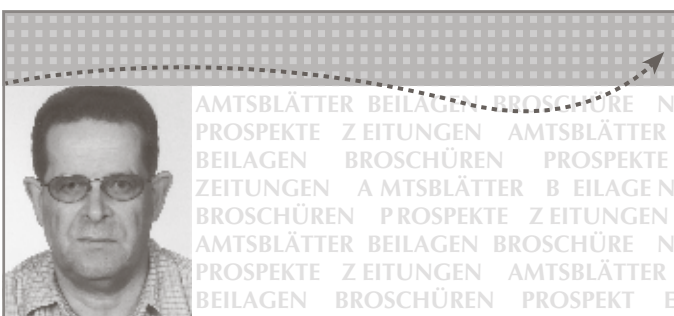 AMTSBLÄTTER BEILAGEN BROSCHÜRE N
PROSPEKTE Z EITUNGEN AMTSBLÄTTER
BEILAGEN BROSCHÜREN PROSPEKTE
ZEITUNGEN A MTSBLÄTTER B EILAGE N
BROSCHÜREN P ROSPEKTE Z EITUNGEN
AMTSBLÄTTER BEILAGEN BROSCHÜRE N
PROSPEKTE Z EITUNGEN AMTSBLÄTTER
BEILAGEN BROSCHÜREN PROSPEKT E